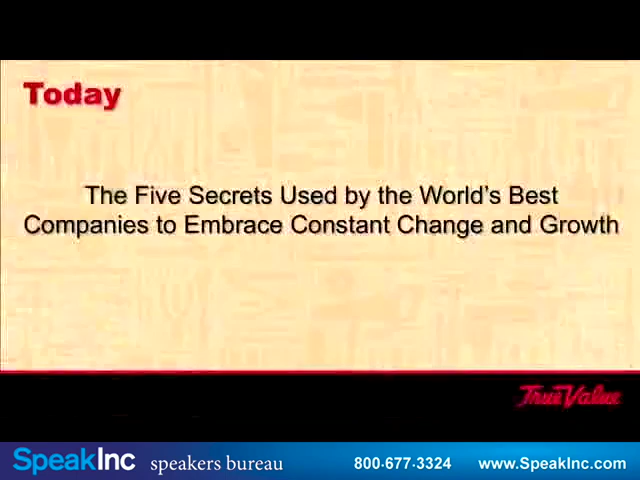 Today
The Five Secrets Used by the World's Best
Companies to Embrace Constant Change and Growth
True Value
SpeakInc speakers bureau 800·677·3324 www.SpeakInc.com